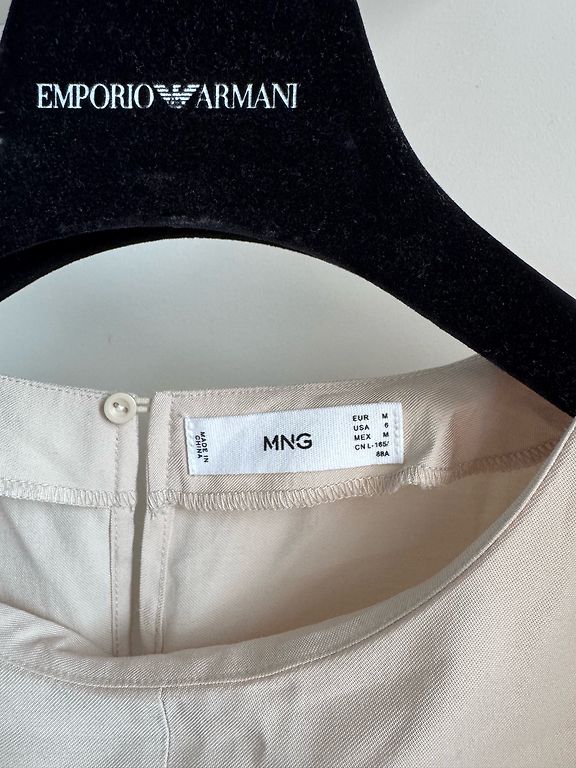 EMPORIO ARMANI
MADE IN
CHINA
MNG
EUR M
USA 6
MEX M
CN L-165/
88A